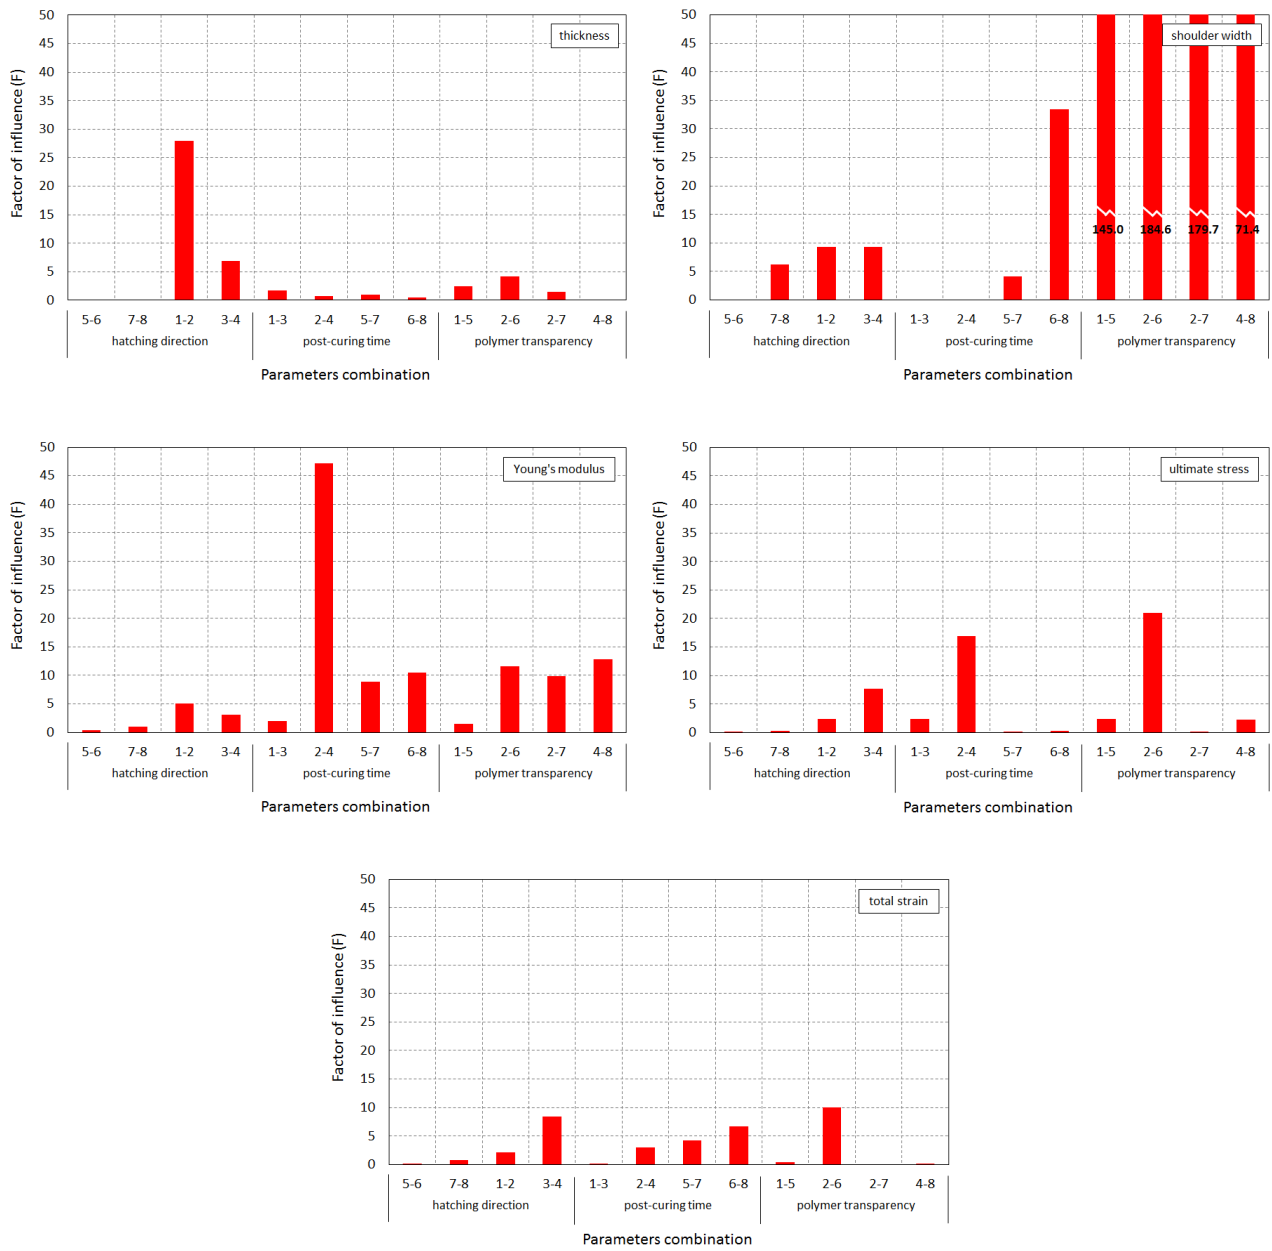 thickness
50
45
40
35
30
25
20
15
10
5
0
Factor of influence (F)
5-6 7-8 1-2 3-4 1-3 2-4 5-7 6-8 1-5 2-6 2-7 4-8
hatching direction post-curing time polymer transparency
Parameters combination
shoulder width
50
45
40
35
30
25
20
15
10
5
0
Factor of influence (F)
145.0 184.6 179.7 71.4
5-6 7-8 1-2 3-4 1-3 2-4 5-7 6-8 1-5 2-6 2-7 4-8
hatching direction post-curing time polymer transparency
Parameters combination
Young's modulus
50
45
40
35
30
25
20
15
10
5
0
Factor of influence (F)
5-6 7-8 1-2 3-4 1-3 2-4 5-7 6-8 1-5 2-6 2-7 4-8
hatching direction post-curing time polymer transparency
Parameters combination
ultimate stress
50
45
40
35
30
25
20
15
10
5
0
Factor of influence (F)
5-6 7-8 1-2 3-4 1-3 2-4 5-7 6-8 1-5 2-6 2-7 4-8
hatching direction post-curing time polymer transparency
Parameters combination
total strain
50
45
40
35
30
25
20
15
10
5
0
Factor of influence (F)
5-6 7-8 1-2 3-4 1-3 2-4 5-7 6-8 1-5 2-6 2-7 4-8
hatching direction post-curing time polymer transparency
Parameters combination